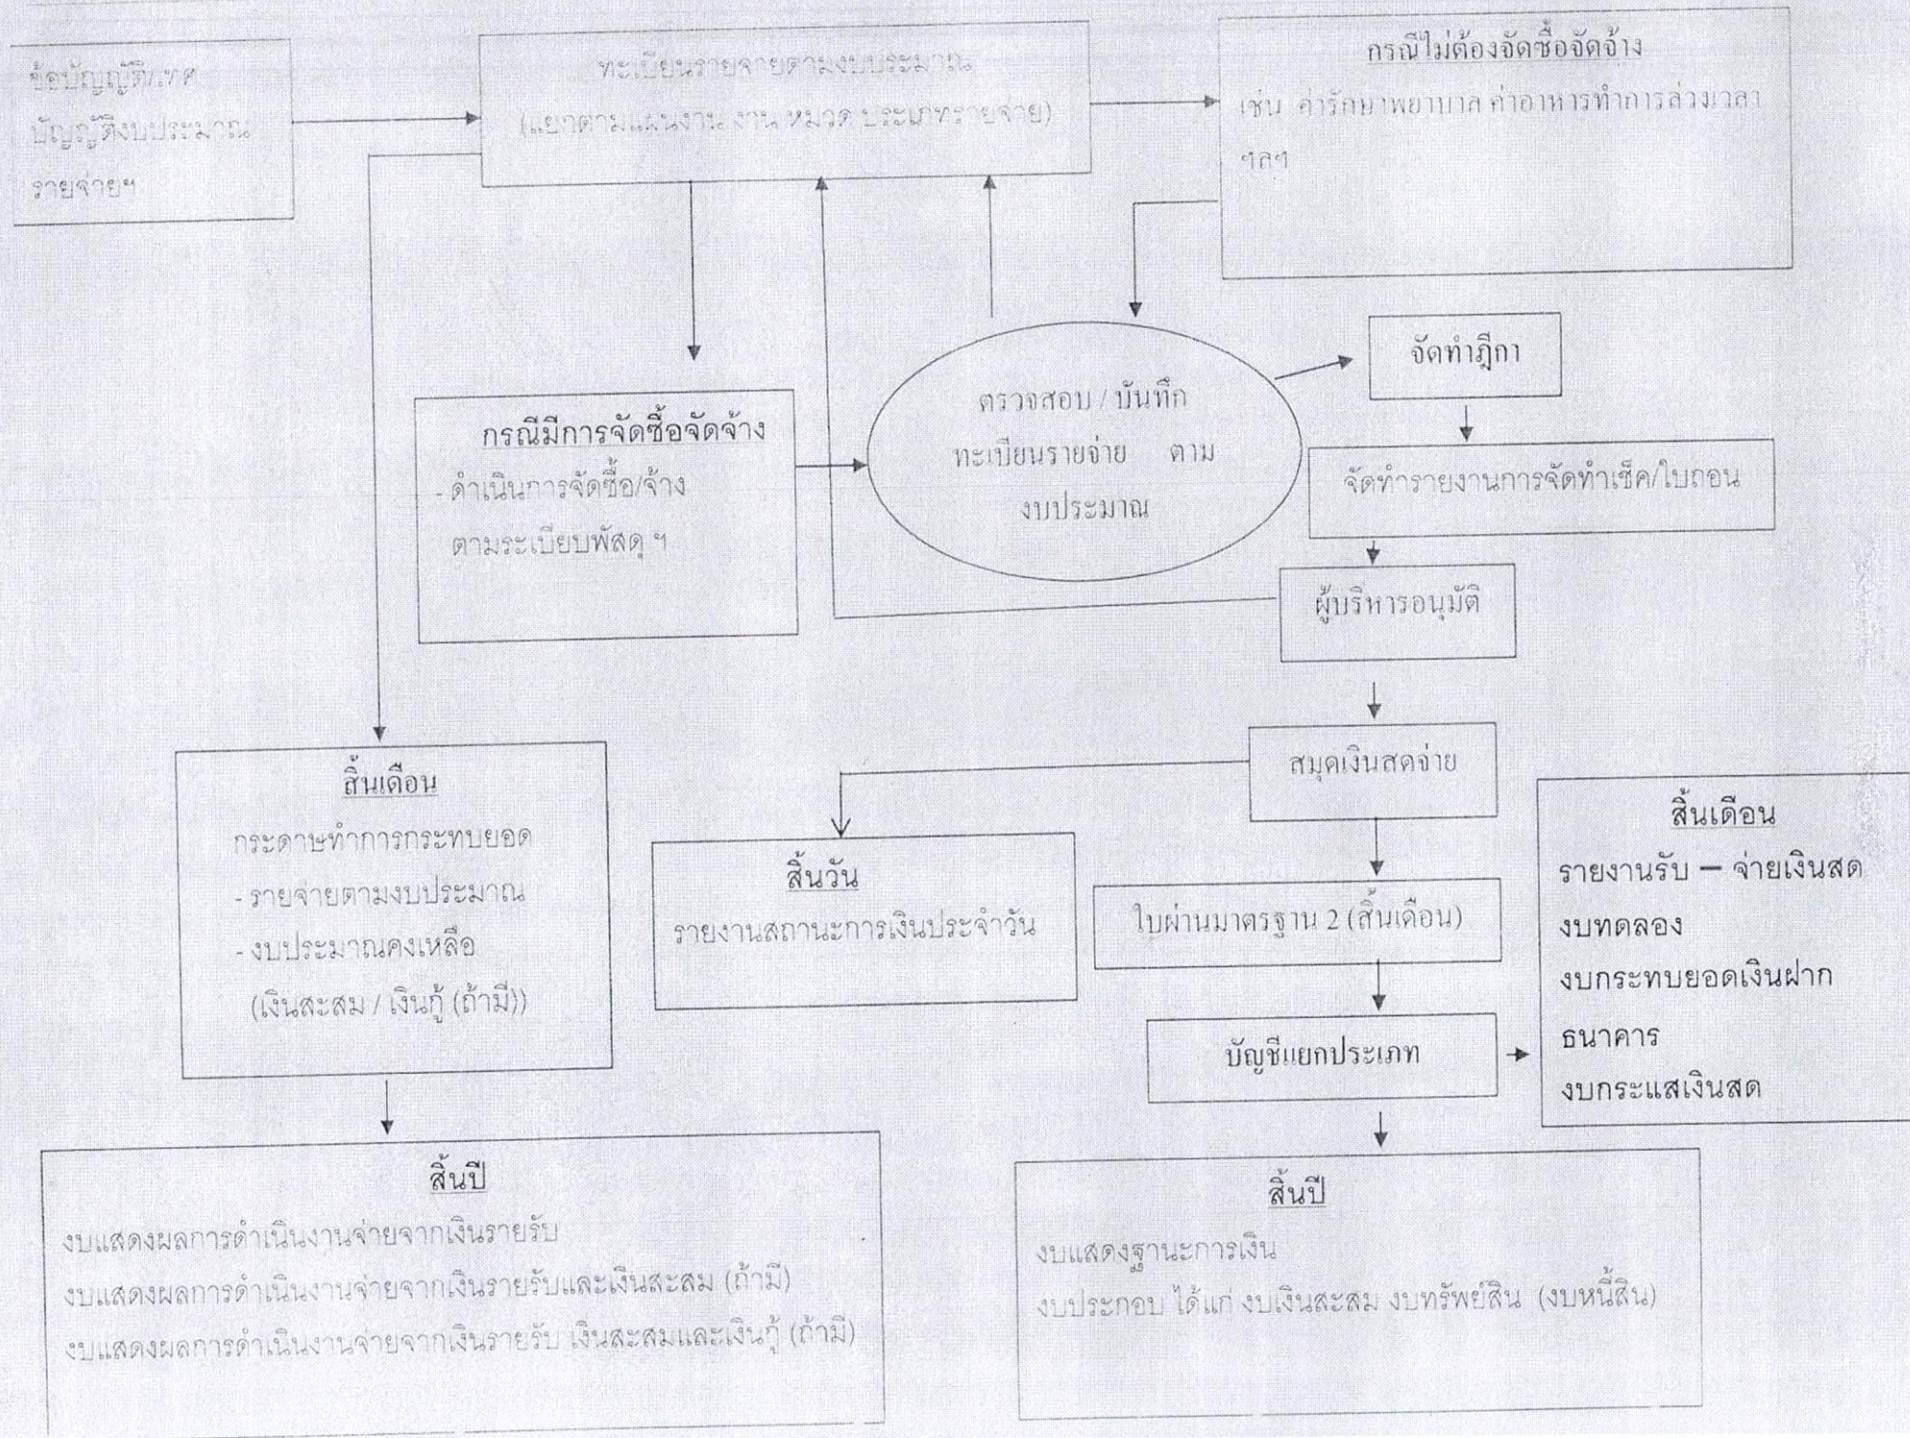 ข้อบัญญัติ/เทศ
บัญญัติงบประมาณ
รายจ่ายฯ
ทะเบียนรายจ่ายตามงบประมาณ
(แยกตามแผนงาน งาน หมวด ประเภทรายจ่าย)
กรณีไม่ต้องจัดซื้อจัดจ้าง
เช่น ค่ารักษาพยาบาล ค่าอาหารทำการล่วงเวลา
ฯลฯ
จัดทำฎีกา
กรณีมีการจัดซื้อจัดจ้าง
- ดำเนินการจัดซื้อ/จ้าง
ตามระเบียบพัสดุ ฯ
ตรวจสอบ / บันทึก
ทะเบียนรายจ่าย ตาม
งบประมาณ
จัดทำรายงานการจัดทำเช็ค/ใบถอน
ผู้บริหารอนุมัติ
สมุดเงินสดจ่าย
สิ้นเดือน
กระดาษทำการกระทบยอด
- รายจ่ายตามงบประมาณ
- งบประมาณคงเหลือ
(เงินสะสม / เงินกู้ (ถ้ามี))
สิ้นวัน
รายงานสถานะการเงินประจำวัน
ใบผ่านมาตรฐาน 2 (สิ้นเดือน)
บัญชีแยกประเภท
สิ้นเดือน
รายงานรับ – จ่ายเงินสด
งบทดลอง
งบกระทบยอดเงินฝาก
ธนาคาร
งบกระแสเงินสด
สิ้นปี
งบแสดงผลการดำเนินงานจ่ายจากเงินรายรับ
งบแสดงผลการดำเนินงานจ่ายจากเงินรายรับและเงินสะสม (ถ้ามี)
งบแสดงผลการดำเนินงานจ่ายจากเงินรายรับ เงินสะสมและเงินกู้ (ถ้ามี)
สิ้นปี
งบแสดงฐานะการเงิน
งบประกอบ ได้แก่ งบเงินสะสม งบทรัพย์สิน (งบหนี้สิน)